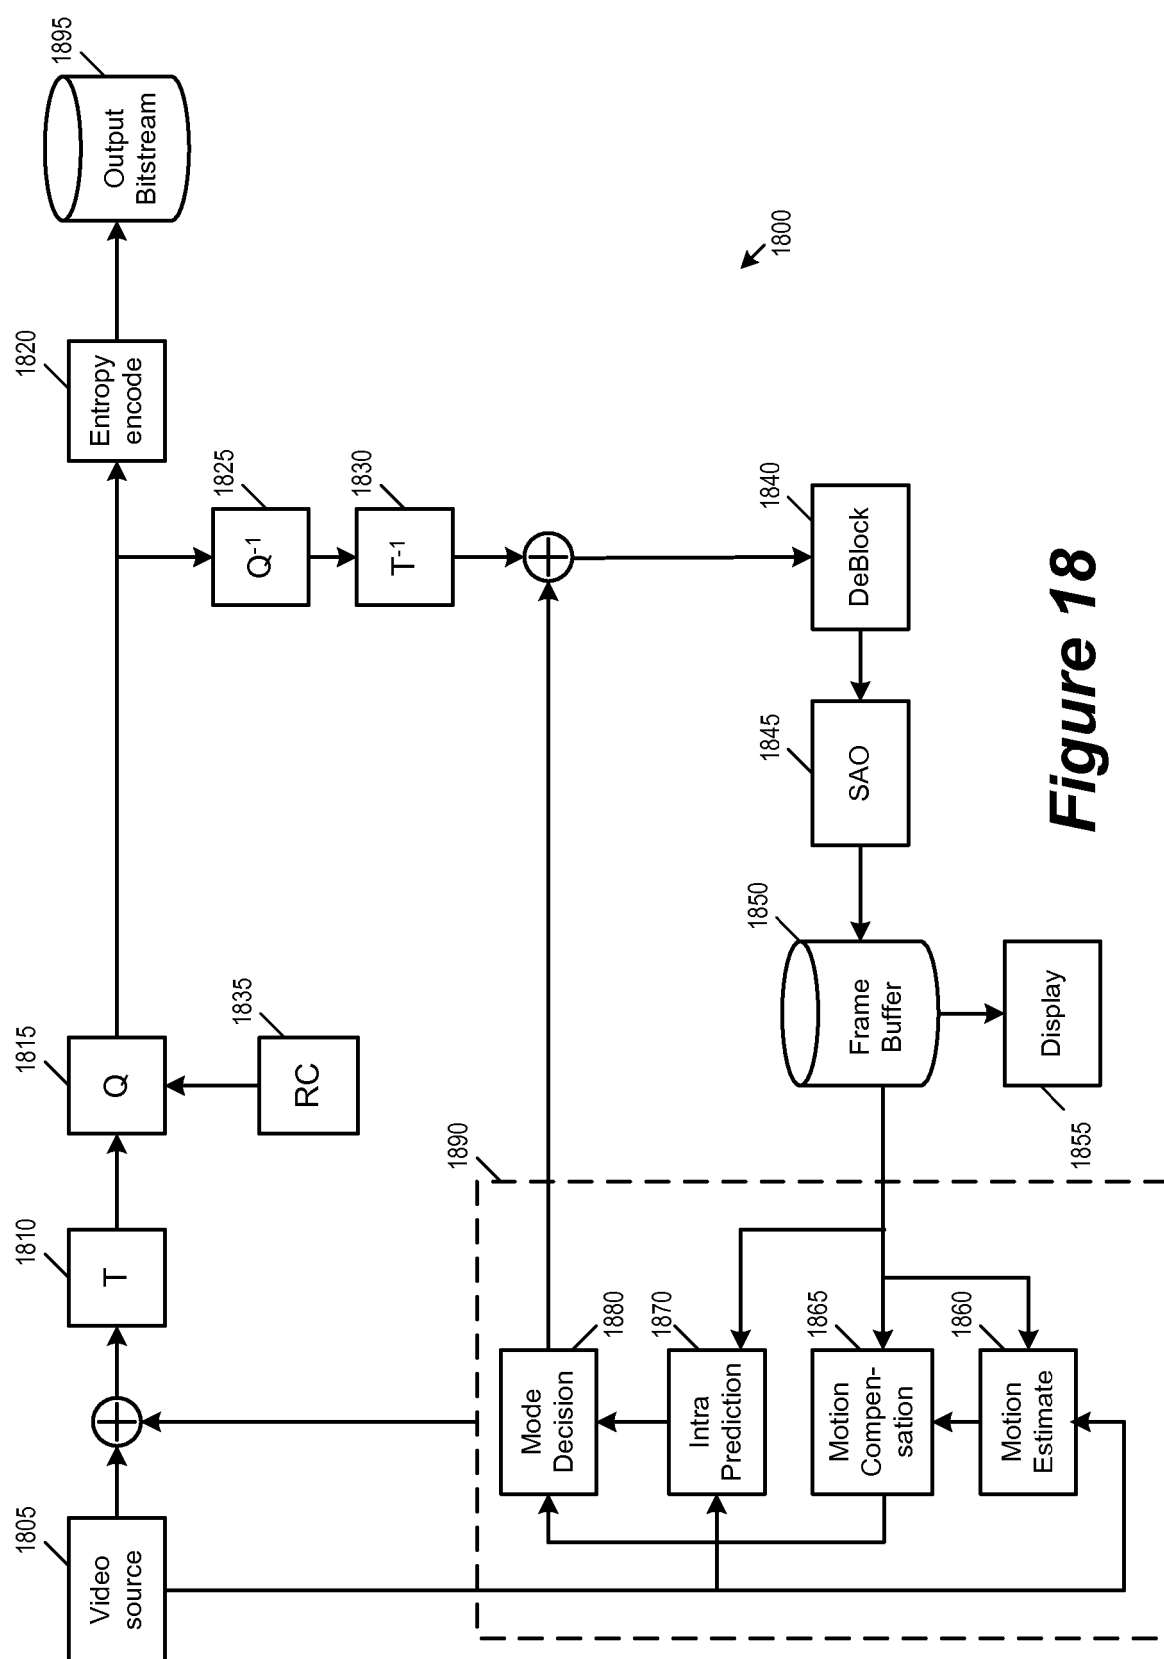 1805
Video
source
1810
T
1815
Q
1835
RC
1820
Entropy
encode
1895
Output
Bitstream
1825
Q-1
1830
T-1
1890
1880
Mode
Decision
1870
Intra
Prediction
1865
Motion
Compen-
sation
1860
Motion
Estimate
1850
Frame
Buffer
1855
Display
1845
SAO
1840
DeBlock
1800
Figure 18